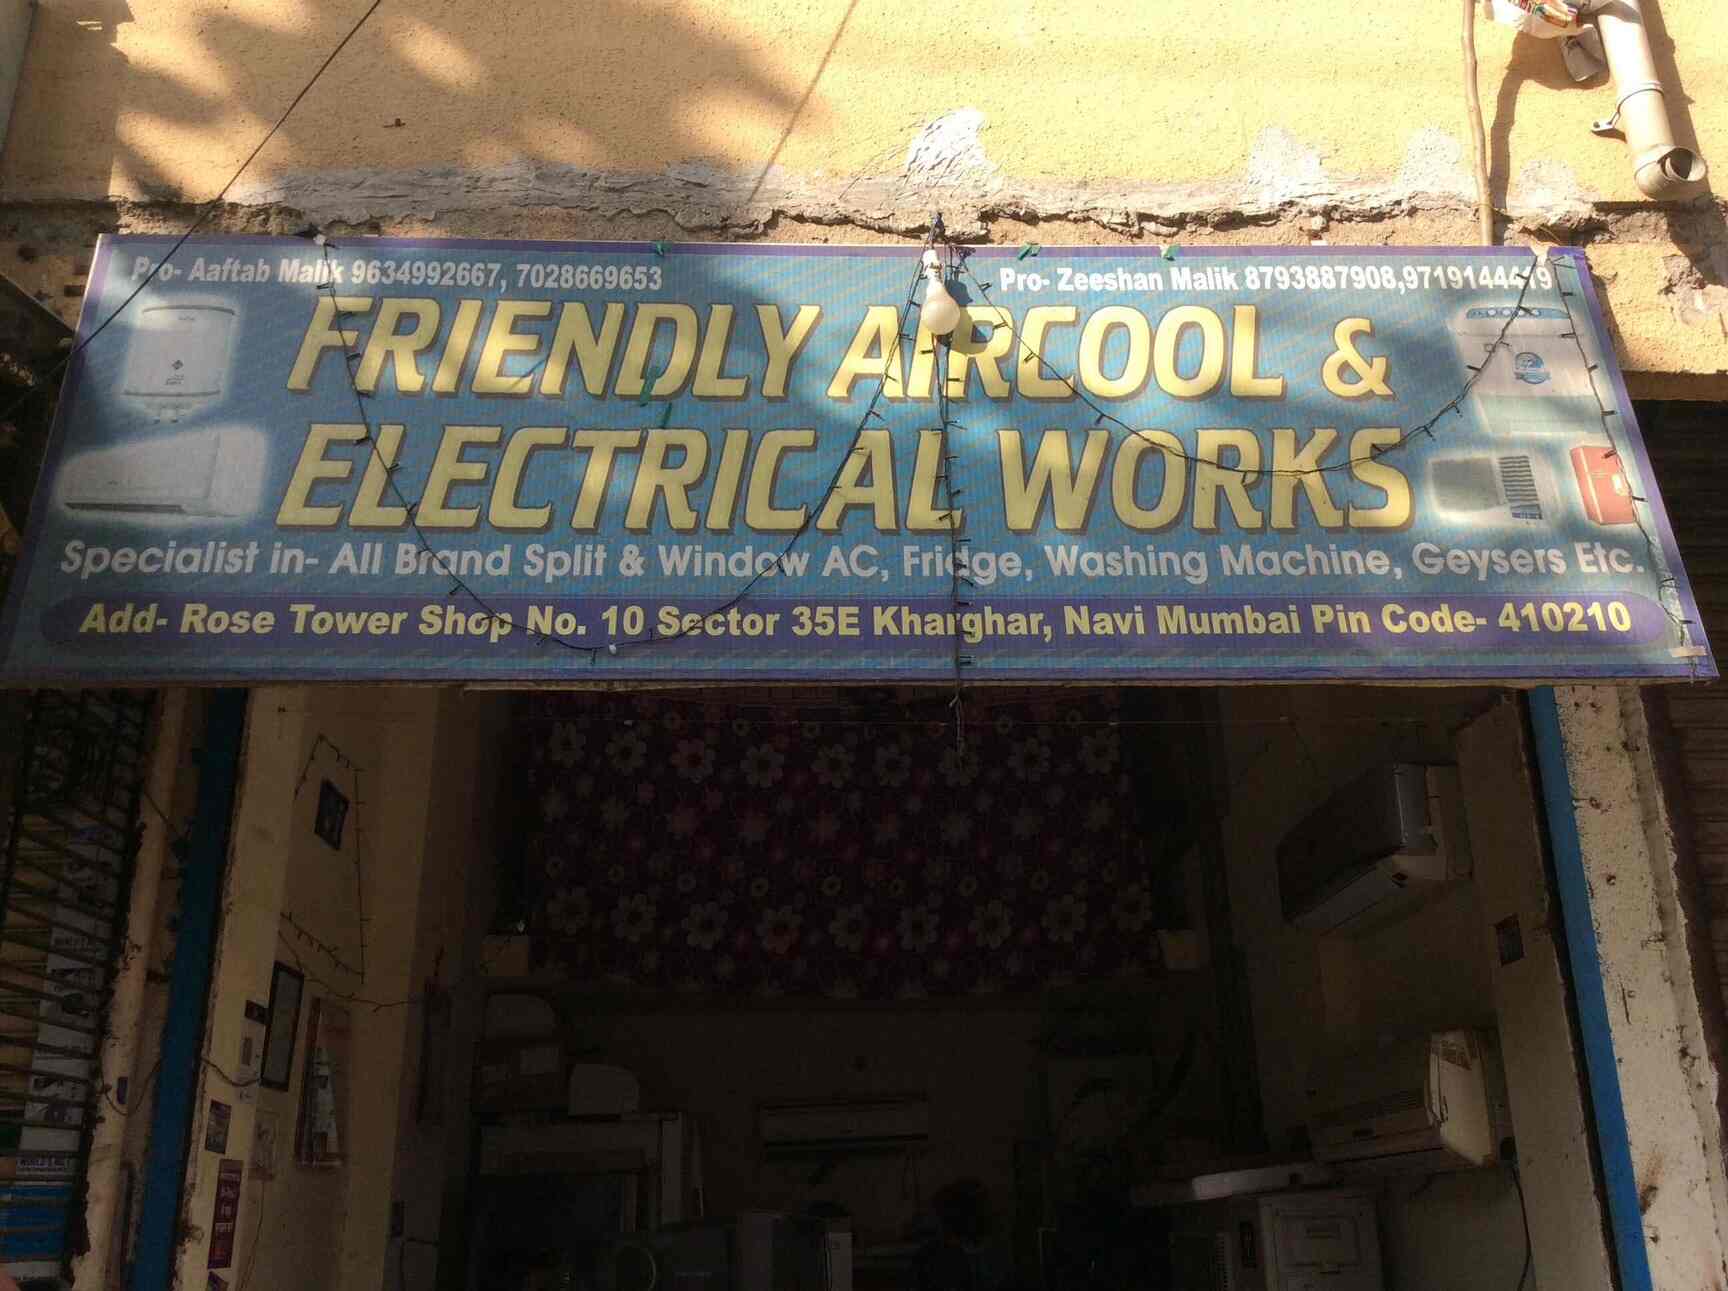 Pro- Aaftab Malik 9634992667, 7028669653
Pro- Zeeshan Malik 8793887908,9719144419
FRIENDLY AIRCOOL &
ELECTRICAL WORKS
Specialist in- All Brand Split & Window AC, Fridge, Washing Machine, Geysers Etc.
Add- Rose Tower Shop No. 10 Sector 35E Kharghar, Navi Mumbai Pin Code- 410210